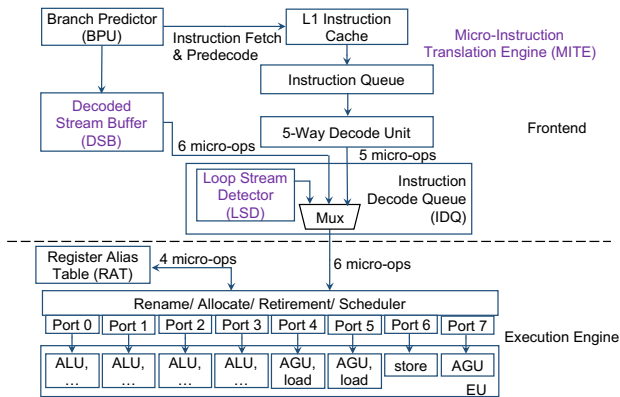 Branch Predictor
(BPU)
Instruction Fetch
& Predecode
L1 Instruction
Cache
Micro-Instruction
Translation Engine (MITE)
Instruction Queue
Decoded
Stream Buffer
(DSB)
5-Way Decode Unit
Frontend
6 micro-ops
5 micro-ops
Loop Stream
Detector
(LSD)
Instruction
Decode Queue
(IDQ)
Mux
Register Alias
Table (RAT)
4 micro-ops
6 micro-ops
Rename/ Allocate/ Retirement/ Scheduler
Port 0
Port 1
Port 2
Port 3
Port 4
Port 5
Port 6
Port 7
Execution Engine
ALU,
...
ALU,
...
ALU,
...
ALU,
...
AGU,
load
AGU,
load
store
AGU
EU